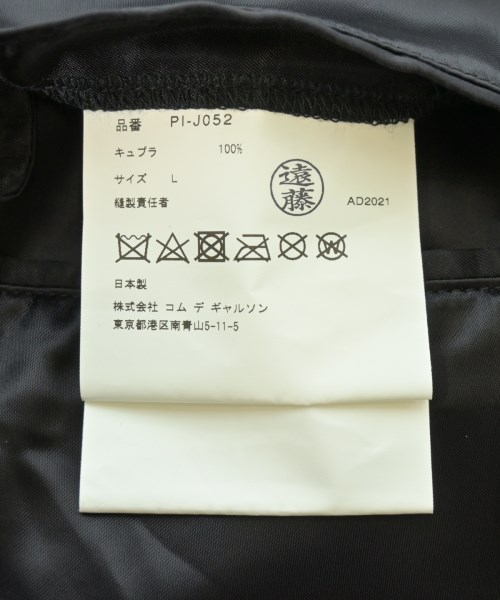 品番 PI-J052
キュプラ 100%
サイズ L
縫製責任者
遠藤
AD2021
日本製
株式会社 コム デ ギャルソン
東京都港区南青山5-11-5